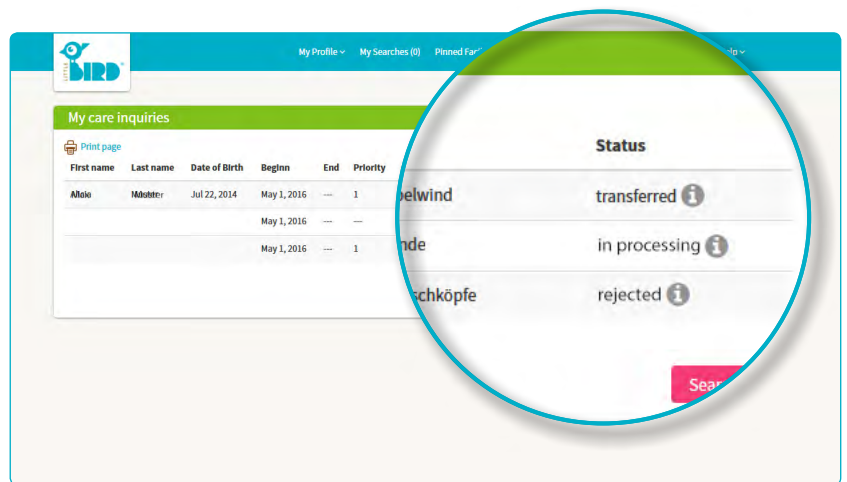 LITTLE BIRD
My Profile My Searches (0) Pinned
My care inquiries
Print page
First name Last name Date of Birth Beginn End Priority Status
Jul 22, 2014 May 1, 2016 --- 1 pelwind transferred
May 1, 2016 --- --- nde in processing
May 1, 2016 --- 1 schköpfe rejected